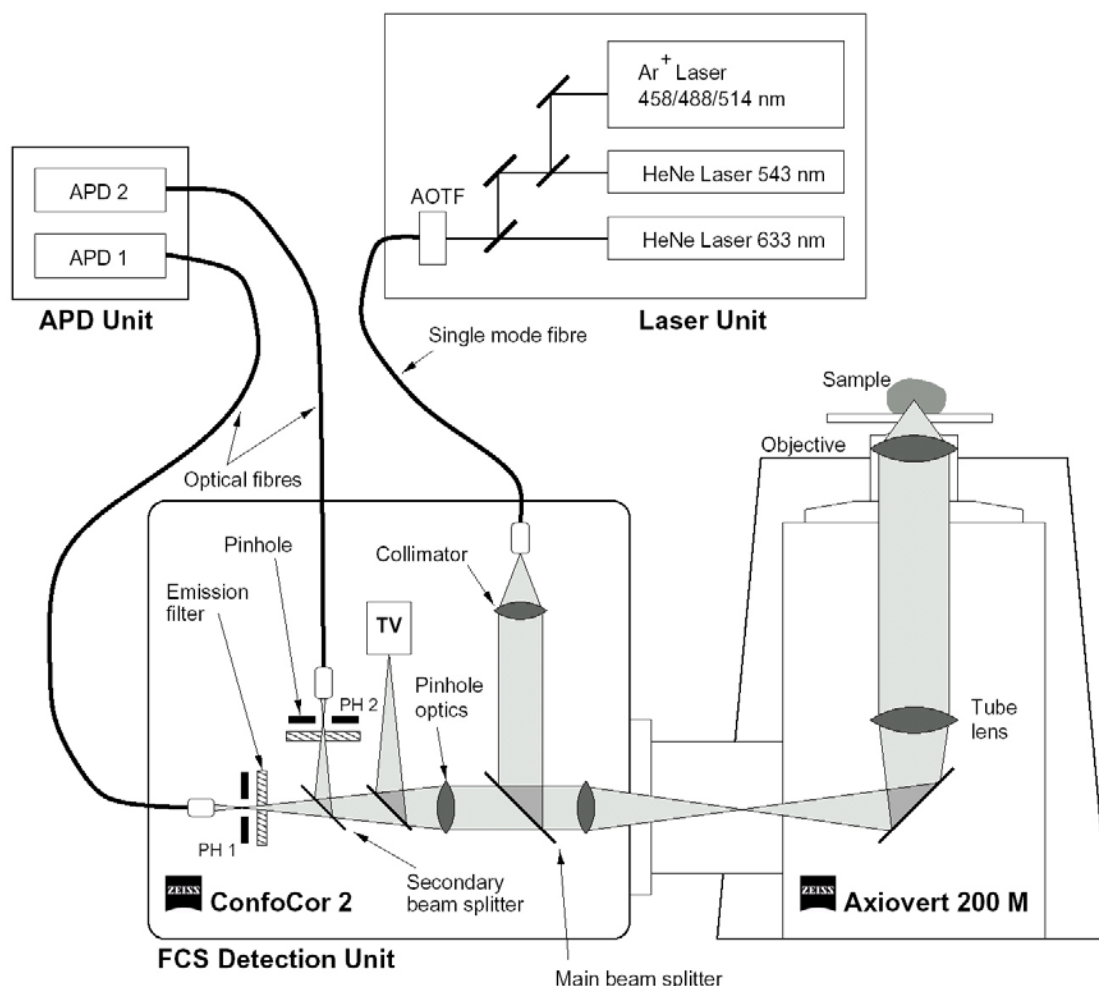 Ar+ Laser
458/488/514 nm
HeNe Laser 543 nm
HeNe Laser 633 nm
AOTF
Laser Unit
APD 2
APD 1
APD Unit
Single mode fibre
Optical fibres
Sample
Objective
Tube
lens
Pinhole
Emission
filter
Collimator
TV
PH 2
Pinhole
optics
PH 1
Secondary
beam splitter
ZEISS
ConfoCor 2
ZEISS
Axiovert 200 M
FCS Detection Unit
Main beam splitter